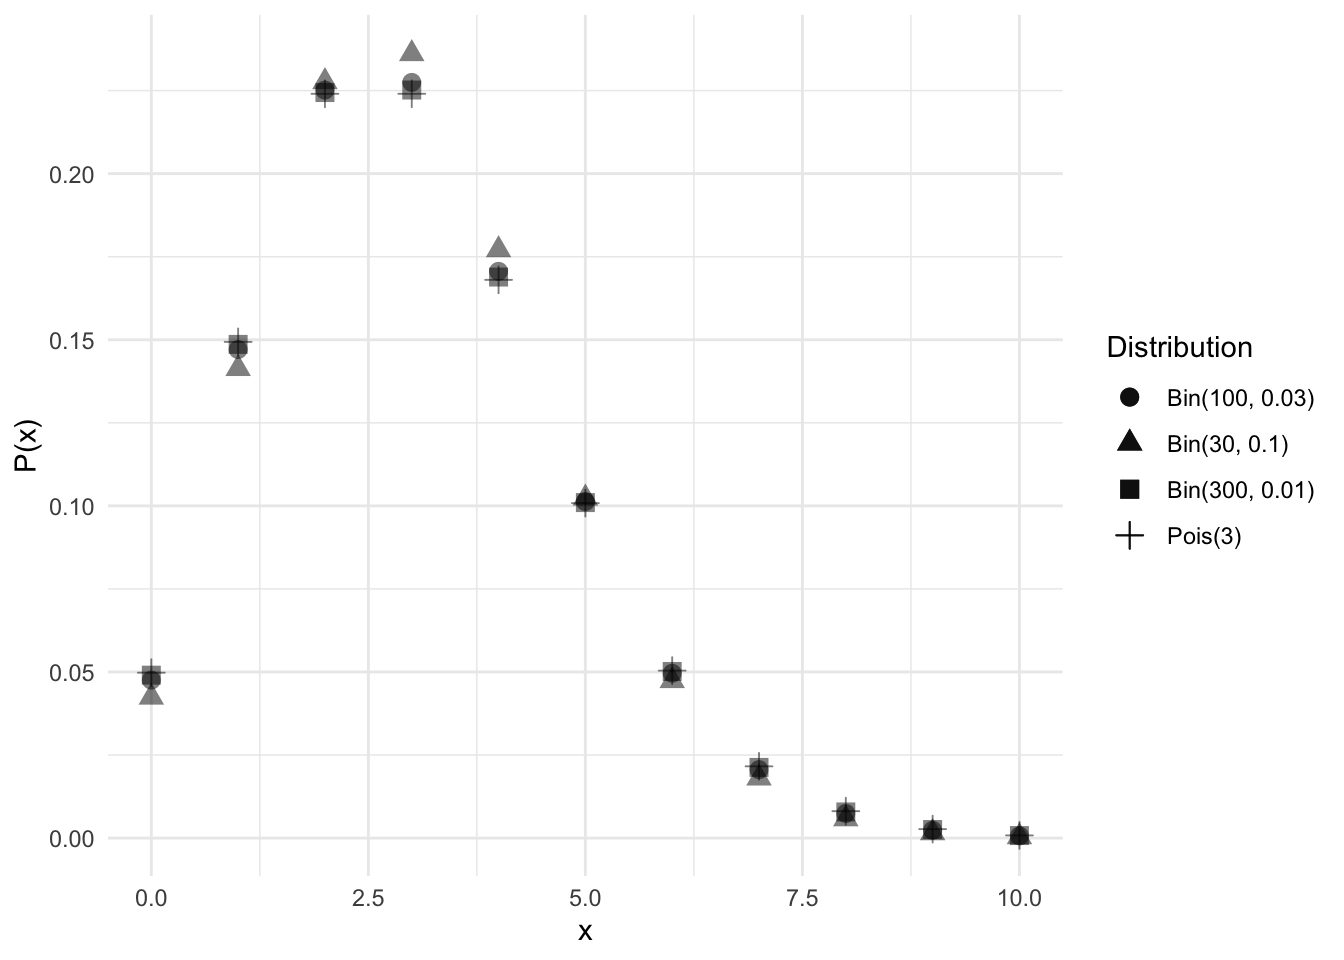 0.20
0.15
0.10
0.05
0.00
P(x)
0.0 2.5 5.0 7.5 10.0
x
Distribution
Bin(100, 0.03)
Bin(30, 0.1)
Bin(300, 0.01)
Pois(3)